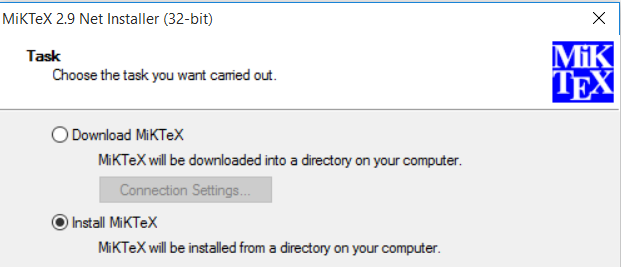 MiKTeX 2.9 Net Installer (32-bit)
Task
Choose the task you want carried out.
MiK
TEX
Download MiKTeX
MiKTeX will be downloaded into a directory on your computer.
Connection Settings...
Install MiKTeX
MiKTeX will be installed from a directory on your computer.